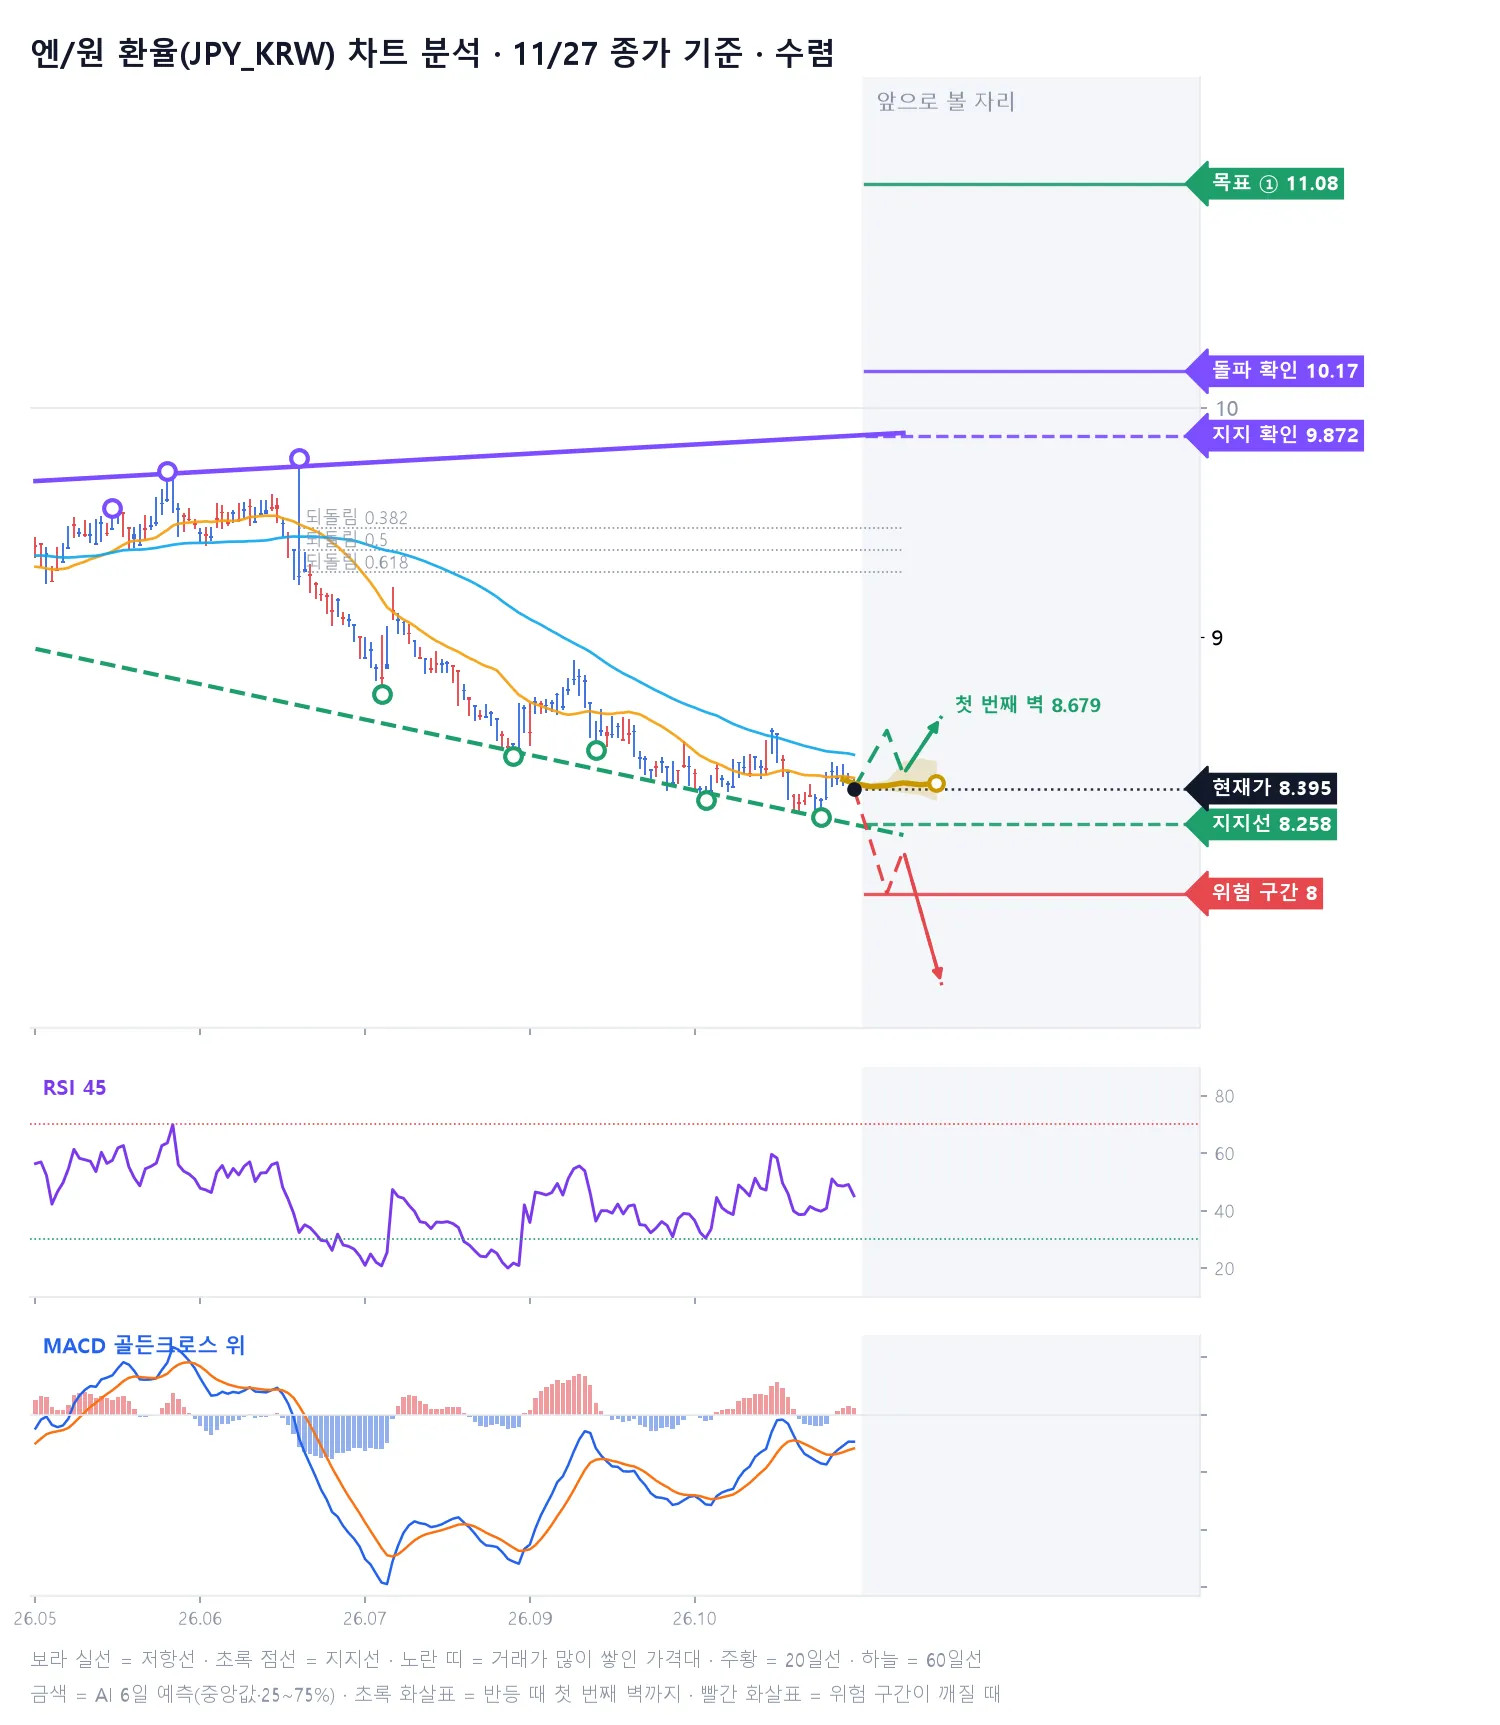 엔/원 환율(JPY_KRW) 차트 분석 · 11/27 종가 기준 · 수렴
앞으로 볼 자리
목표 ① 11.08
돌파 확인 10.17
10
지지 확인 9.872
되돌림 0.382
되돌림 0.5
되돌림 0.618
9
첫 번째 벽 8.679
현재가 8.395
지지선 8.258
위험 구간 8
RSI 45
80
60
40
20
MACD 골든크로스 위
26.05 26.06 26.07 26.09 26.10
보라 실선 = 저항선 · 초록 점선 = 지지선 · 노란 띠 = 거래가 많이 쌓인 가격대 · 주황 = 20일선 · 하늘 = 60일선
금색 = AI 6일 예측(중앙값·25~75%) · 초록 화살표 = 반등 때 첫 번째 벽까지 · 빨간 화살표 = 위험 구간이 깨질 때